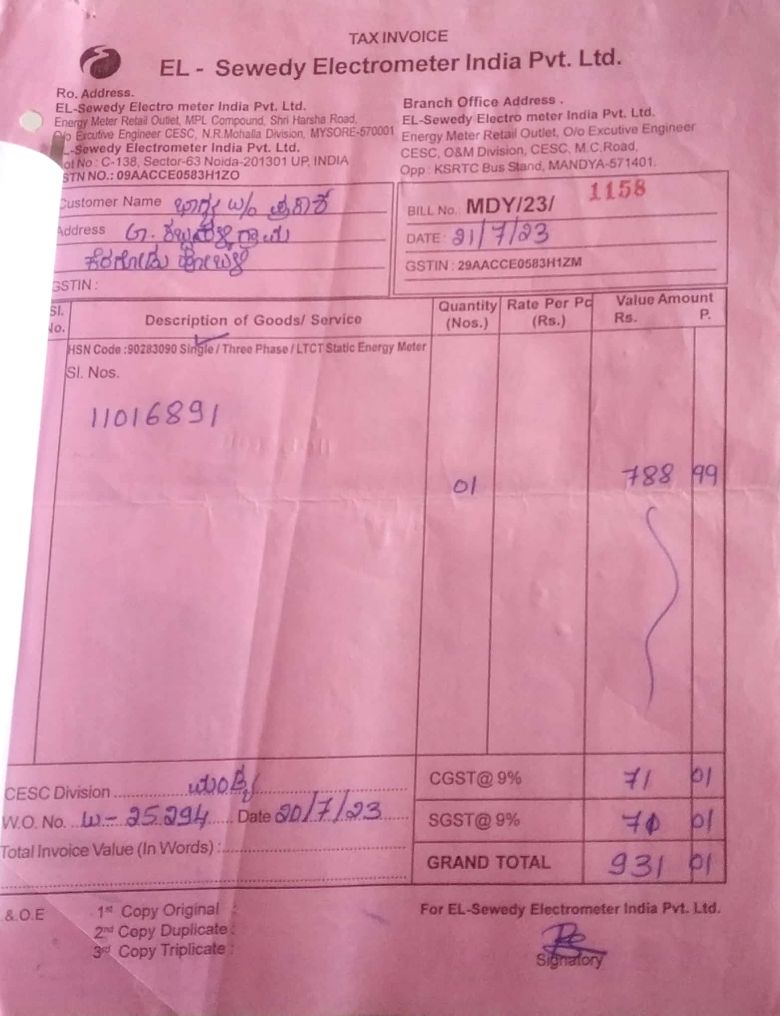 TAX INVOICE
EL - Sewedy Electrometer India Pvt. Ltd.
Ro. Address.
EL-Sewedy Electro meter India Pvt. Ltd.
Energy Meter Retail Outlet, MPL Compound, Shri Harsha Road,
O/o Excutive Engineer CESC, N.R.Mohalla Division, MYSORE-570001
L-Sewedy Electrometer India Pvt. Ltd.
ot No : C-138, Sector-63 Noida-201301 UP, INDIA
STN NO.: 09AACCE0583H1ZO
Branch Office Address .
EL-Sewedy Electro meter India Pvt. Ltd.
Energy Meter Retail Outlet, O/o Excutive Engineer
CESC, O&M Division, CESC, M.C.Road,
Opp : KSRTC Bus Stand, MANDYA-571401.
Customer Name ಭಾಗ್ಯ w/o
Address
GSTIN :
BILL No. MDY/23/ 1158
DATE : 21/7/23
GSTIN : 29AACCE0583H1ZM
Sl. No. Description of Goods/ Service Quantity (Nos.) Rate Per Pc (Rs.) Value Amount Rs. P.
HSN Code :90283090 Single / Three Phase / LTCT Static Energy Meter
Sl. Nos.
11016891
01 788 99
CESC Division ಮಂಡ್ಯ
W.O. No. W-25294 Date 20/7/23
Total Invoice Value (In Words) :
CGST@ 9% 71 01
SGST@ 9% 71 01
GRAND TOTAL 931 01
& .O.E
1st Copy Original :
2nd Copy Duplicate :
3rd Copy Triplicate :
For EL-Sewedy Electrometer India Pvt. Ltd.
Signatory